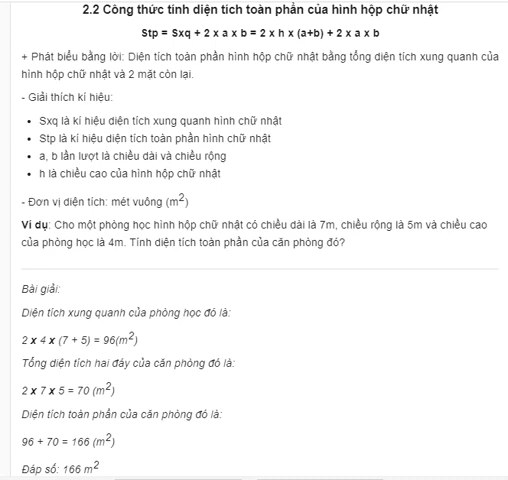 2.2 Công thức tính diện tích toàn phần của hình hộp chữ nhật
Stp = Sxq + 2 x a x b = 2 x h x (a+b) + 2 x a x b
+ Phát biểu bằng lời: Diện tích toàn phần hình hộp chữ nhật bằng tổng diện tích xung quanh của
hình hộp chữ nhật và 2 mặt còn lại.
- Giải thích kí hiệu:
• Sxq là kí hiệu diện tích xung quanh hình chữ nhật
• Stp là kí hiệu diện tích toàn phần hình chữ nhật
• a, b lần lượt là chiều dài và chiều rộng
• h là chiều cao của hình hộp chữ nhật
- Đơn vị diện tích: mét vuông (m²)
Ví dụ: Cho một phòng học hình hộp chữ nhật có chiều dài là 7m, chiều rộng là 5m và chiều cao
của phòng học là 4m. Tính diện tích toàn phần của căn phòng đó?
Bài giải:
Diện tích xung quanh của phòng học đó là:
2 x 4 x (7 + 5) = 96(m²)
Tổng diện tích hai đáy của căn phòng đó là:
2 x 7 x 5 = 70 (m²)
Diện tích toàn phần của căn phòng đó là:
96 + 70 = 166 (m²)
Đáp số: 166 m²